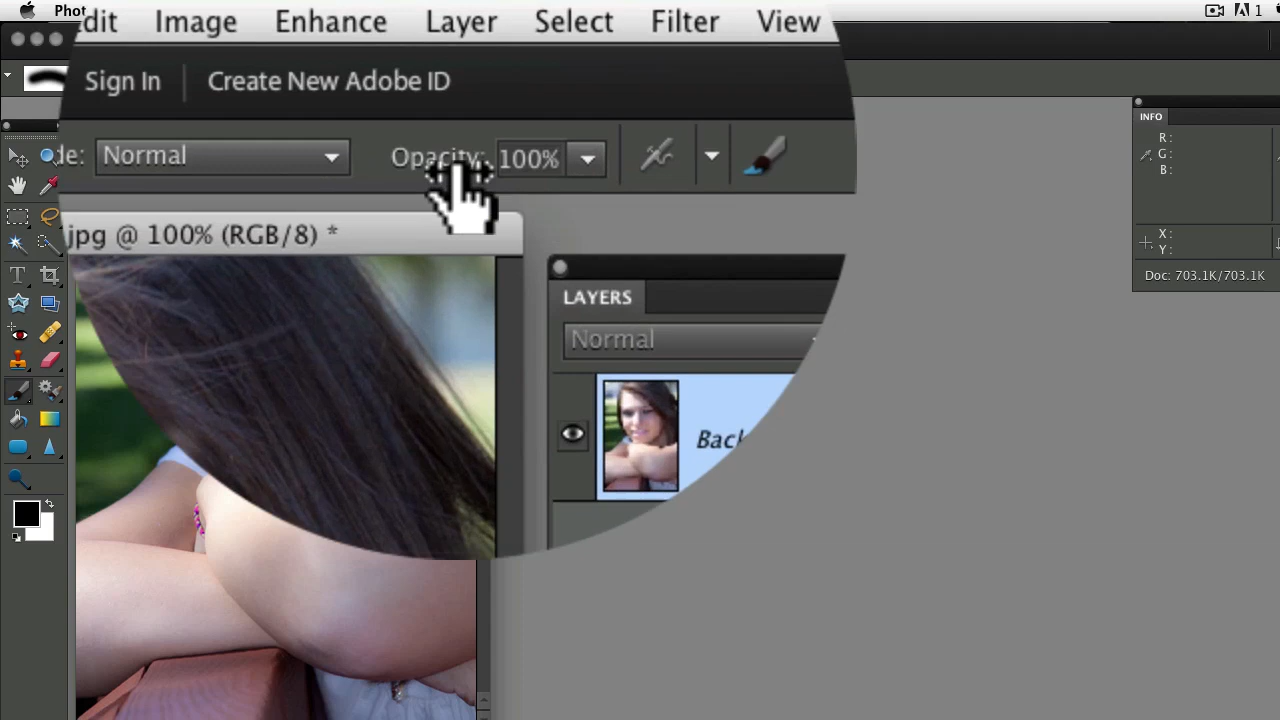 Phot
dit Image Enhance Layer Select Filter View
1
Sign In Create New Adobe ID
de: Normal Opacity: 100%
jpg @ 100% (RGB/8) *
LAYERS
Normal
Back
INFO
R:
G:
B:
X:
Y:
Doc: 703.1K/703.1K